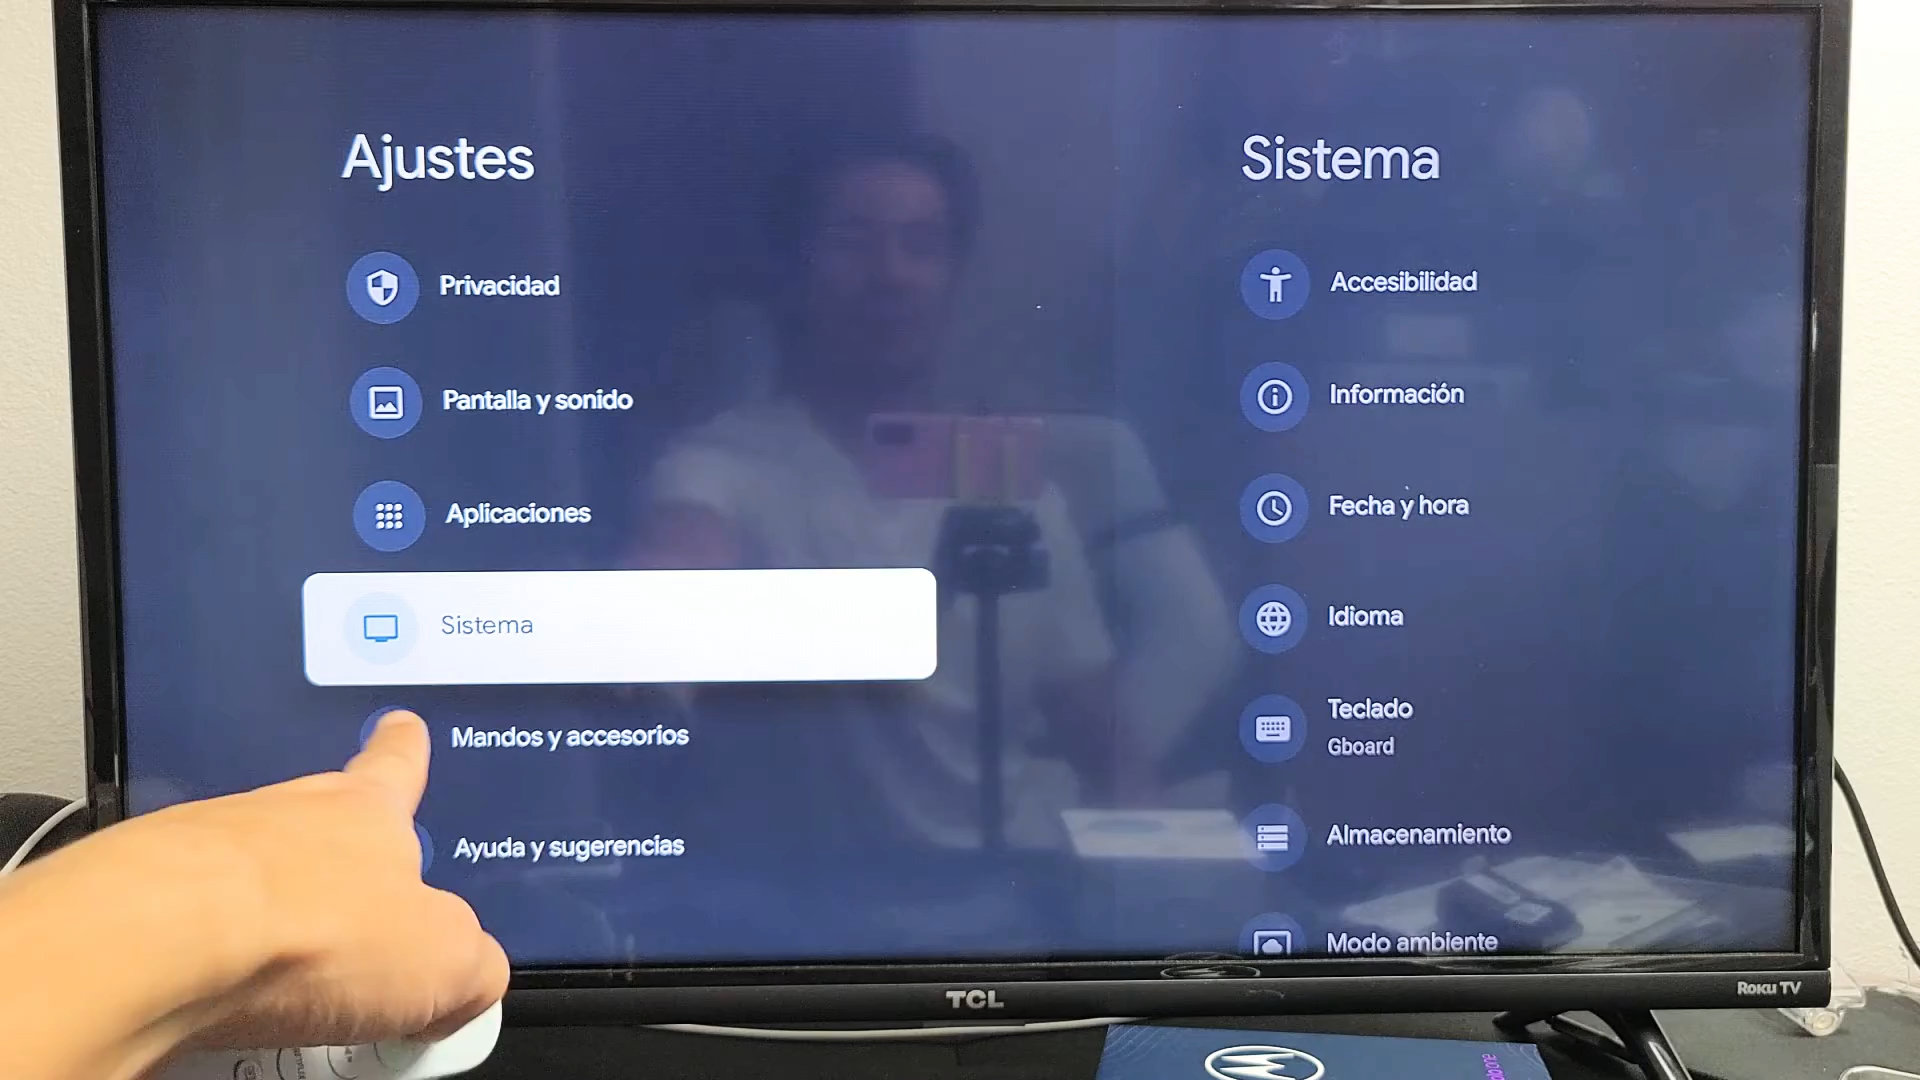 Ajustes
Privacidad
Pantalla y sonido
Aplicaciones
Sistema
Mandos y accesorios
Ayuda y sugerencias
Sistema
Accesibilidad
Información
Fecha y hora
Idioma
Teclado
Gboard
Almacenamiento
Modo ambiente
TCL
Roku TV